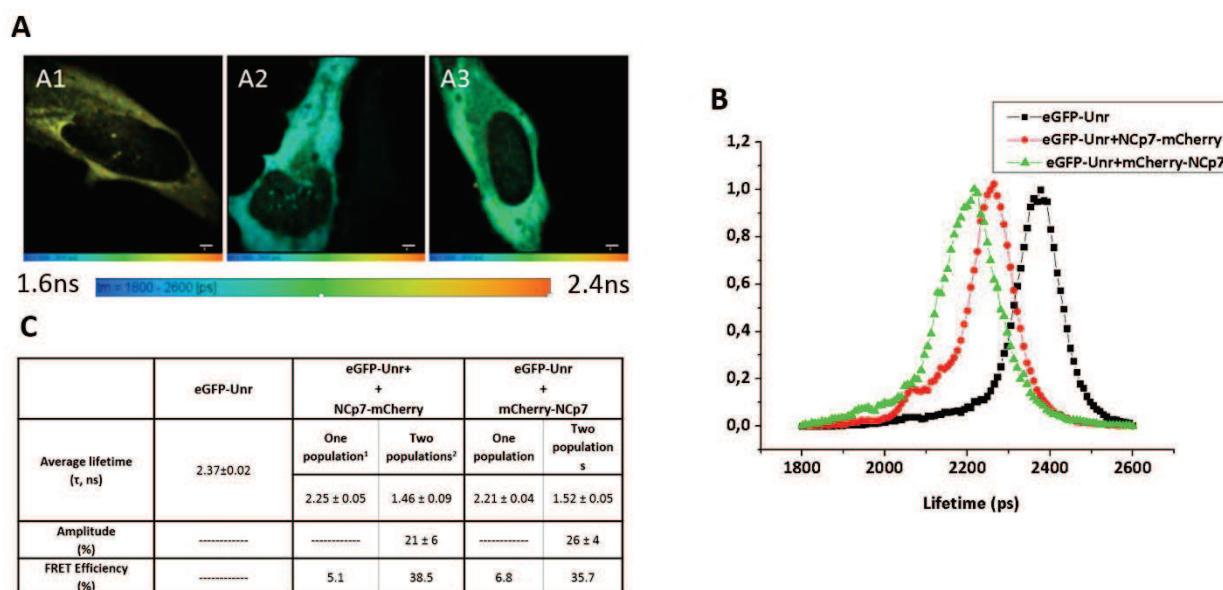 A
A1
A2
A3
1.6ns
lm = 1800 - 2600 [ps]
2.4ns
B
eGFP-Unr
eGFP-Unr+NCp7-mCherry
eGFP-Unr+mCherry-NCp7
1,2
1,0
0,8
0,6
0,4
0,2
0,0
1800
2000
2200
2400
2600
Lifetime (ps)
C
eGFP-Unr
eGFP-Unr+
+
NCp7-mCherry
eGFP-Unr
+
mCherry-NCp7
Average lifetime
(τ, ns)
2.37±0.02
One
population¹
Two
populations²
One
population
Two
population
s
2.25 ± 0.05
1.46 ± 0.09
2.21 ± 0.04
1.52 ± 0.05
Amplitude
(%)
------------
------------
21 ± 6
------------
26 ± 4
FRET Efficiency
(%)
------------
5.1
38.5
6.8
35.7